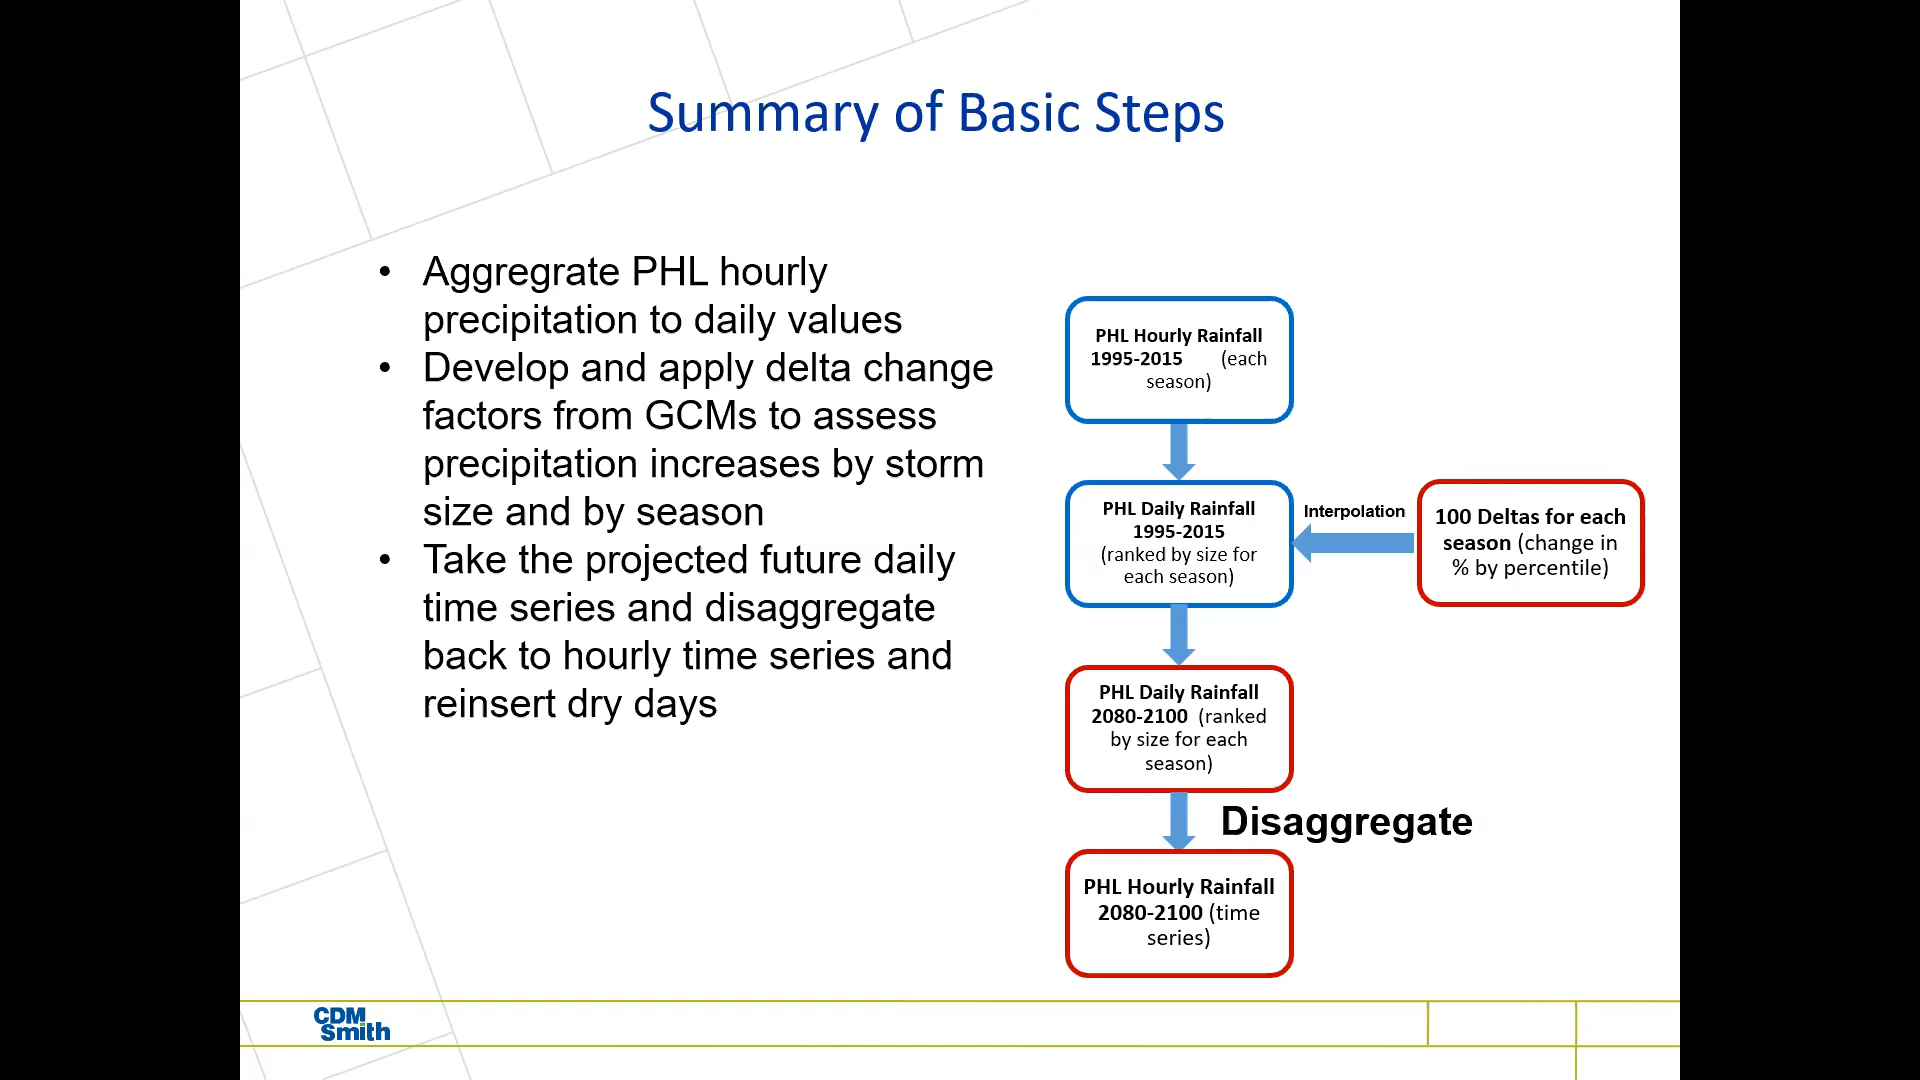 Summary of Basic Steps
• Aggregrate PHL hourly
precipitation to daily values
• Develop and apply delta change
factors from GCMs to assess
precipitation increases by storm
size and by season
• Take the projected future daily
time series and disaggregate
back to hourly time series and
reinsert dry days
PHL Hourly Rainfall
1995-2015 (each
season)
PHL Daily Rainfall
1995-2015
(ranked by size for
each season)
Interpolation
100 Deltas for each
season (change in
% by percentile)
PHL Daily Rainfall
2080-2100 (ranked
by size for each
season)
Disaggregate
PHL Hourly Rainfall
2080-2100 (time
series)
CDM
Smith